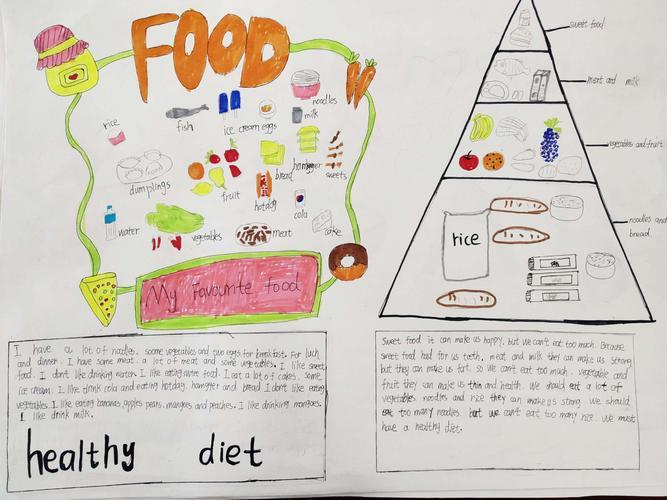 FOOD
rice
fish
ice cream
eggs
noodles
milk
dumplings
fruit
bread
hamger
sweets
hotdog
cola
water
vegetables
meat
cake
My favourite food
sweet food
meat and milk
vegetables and fruit
noodles and
bread
rice
I have a lot of noodles. some vegetables and two eggs for breakfast. For luch
and dinner. I have some meat. a lot of meat and some vegetables. I like sweet
food. I don't like drinking water. I like eating food. I eat a lot of cakes. some
ice cream. I like drink cola and eating hotdog, hamgner and bread I don't like eating
vegetables. I like eating bananas, apples pears, mangoes and peaches. I like drinking mangoes.
I like drink milk.
healthy diet
Sweet food it can make us happy. but we can't eat too much. Because
sweet food bad for us teeth. meat and milk they can make us strong
but they can make us fat. so we can't eat too much. vegetable and
fruit they can make us thin and health. We should eat a lot of
vegetables. noodles and rice they can make us strong we should
eat too many noodles but we can't eat too many rice. We must
have a healthy diet.